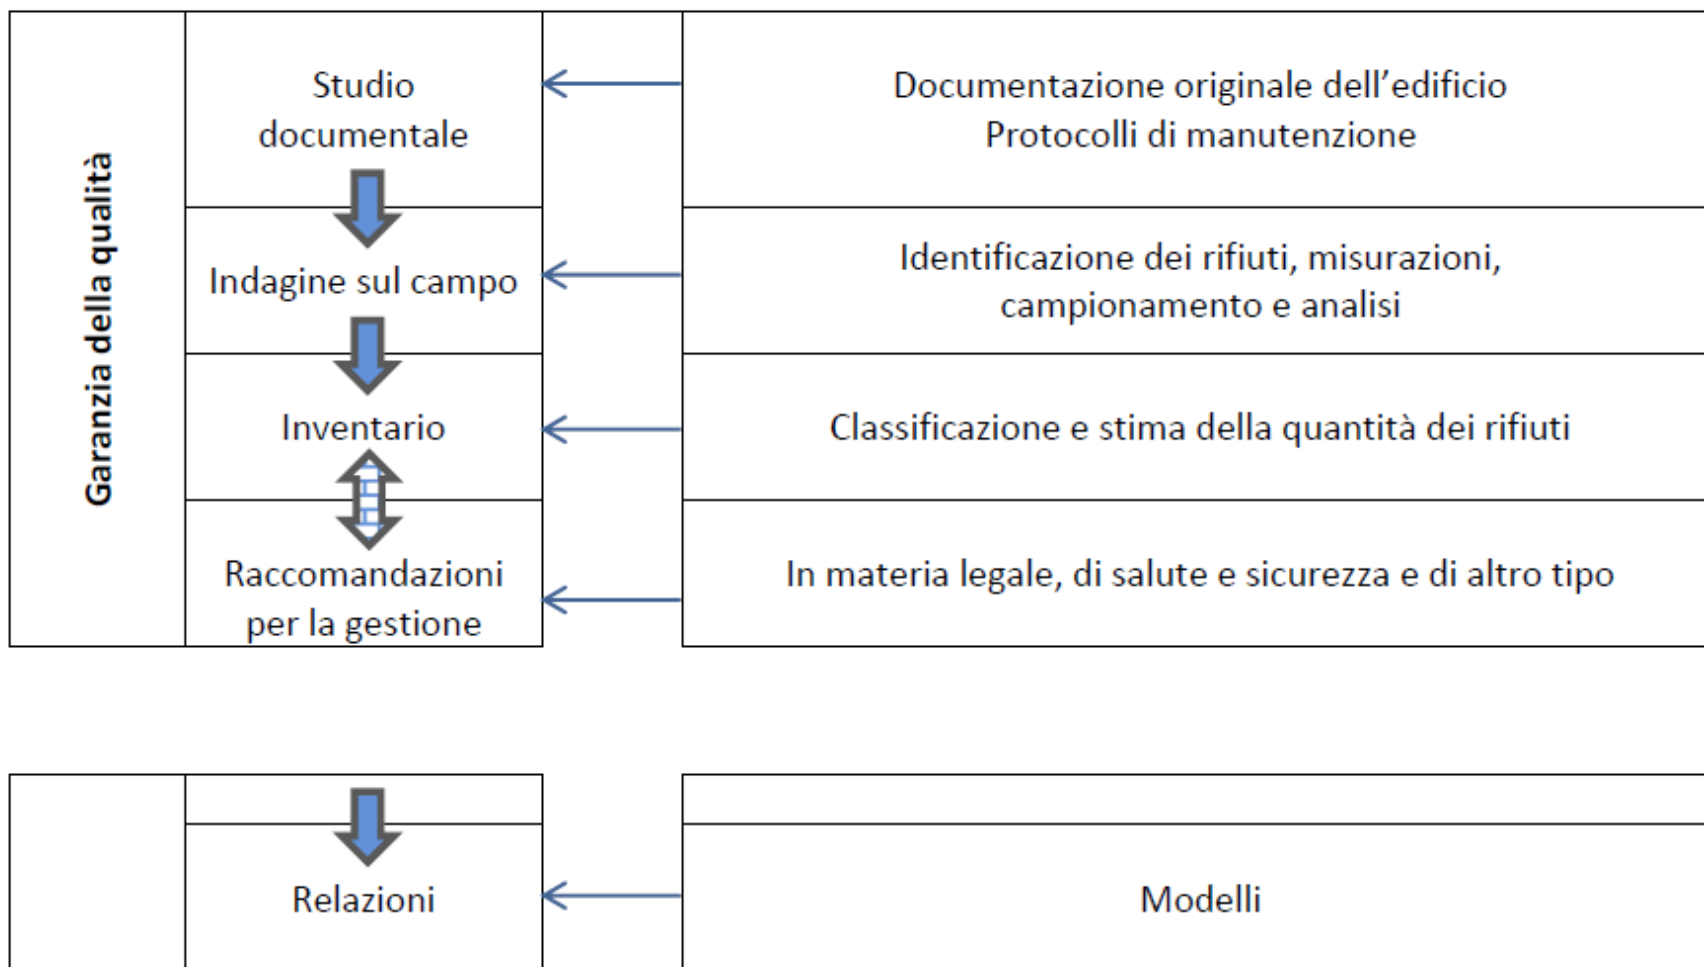 Garanzia della qualità
Studio
documentale
Documentazione originale dell’edificio
Protocolli di manutenzione
Indagine sul campo
Identificazione dei rifiuti, misurazioni,
campionamento e analisi
Inventario
Classificazione e stima della quantità dei rifiuti
Raccomandazioni
per la gestione
In materia legale, di salute e sicurezza e di altro tipo
Relazioni
Modelli